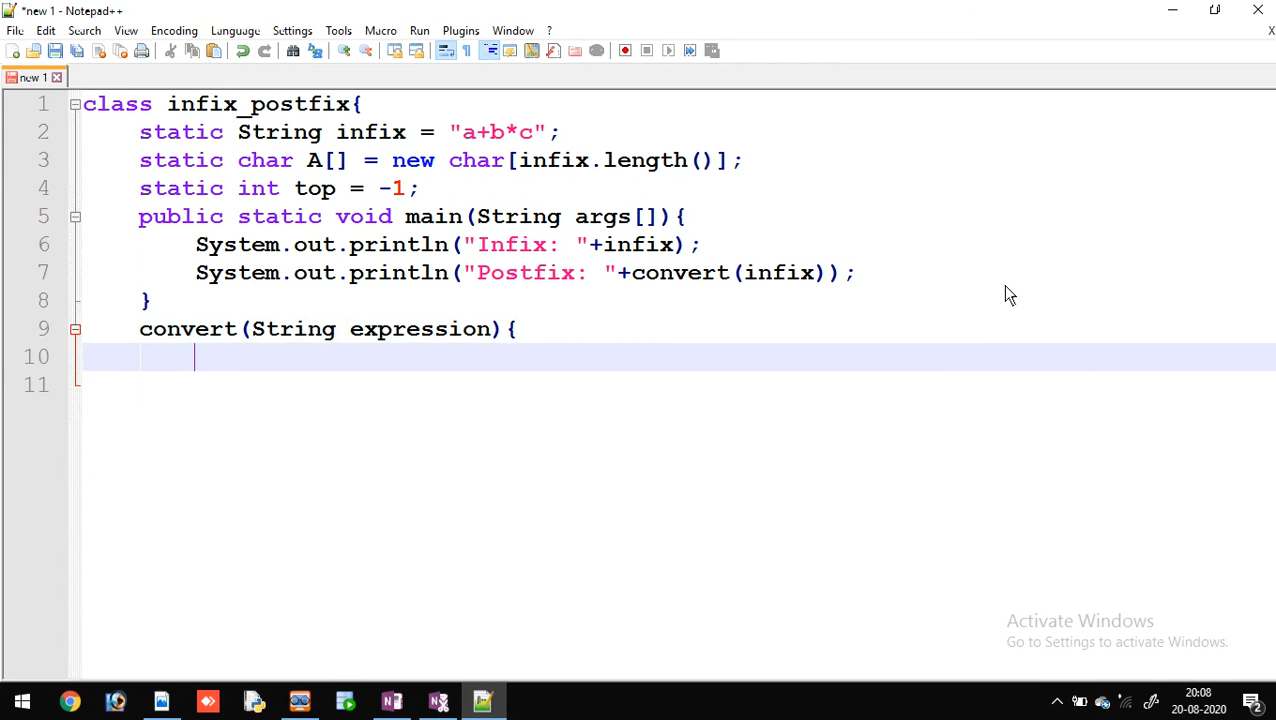 *new 1 - Notepad++
File Edit Search View Encoding Language Settings Tools Macro Run Plugins Window ?
X
new 1
1 class infix_postfix{
2 static String infix = "a+b*c";
3 static char A[] = new char[infix.length()];
4 static int top = -1;
5 public static void main(String args[]){
6 System.out.println("Infix: "+infix);
7 System.out.println("Postfix: "+convert(infix));
8 }
9 convert(String expression){
10
11
Activate Windows
Go to Settings to activate Windows.
20:08
20-08-2020
2